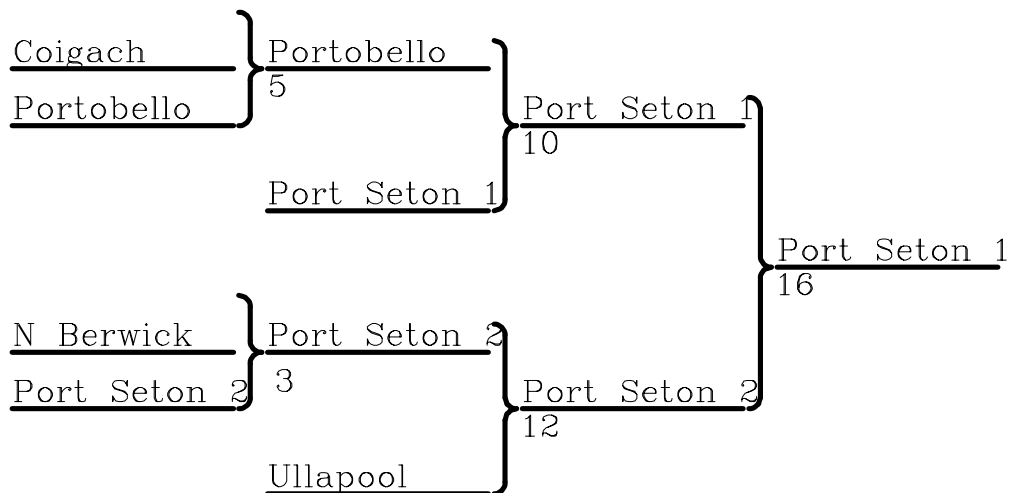 Coigach
Portobello
5
Portobello
Port Seton 1
10
Port Seton 1
Port Seton 1
16
N Berwick
Port Seton 2
3
Port Seton 2
Port Seton 2
12
Ullapool